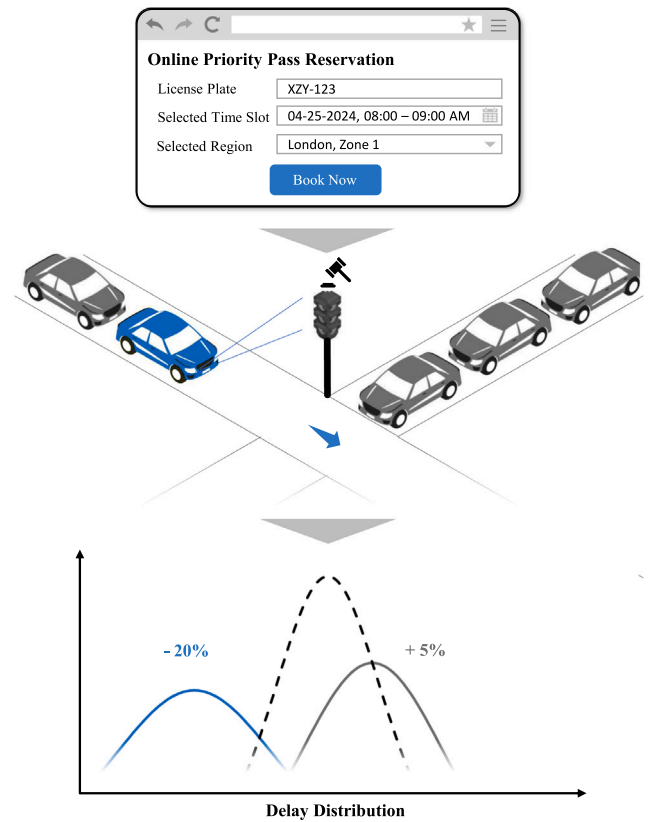 Online Priority Pass Reservation
License Plate XZY-123
Selected Time Slot 04-25-2024, 08:00 – 09:00 AM
Selected Region London, Zone 1
Book Now
- 20%
+ 5%
Delay Distribution